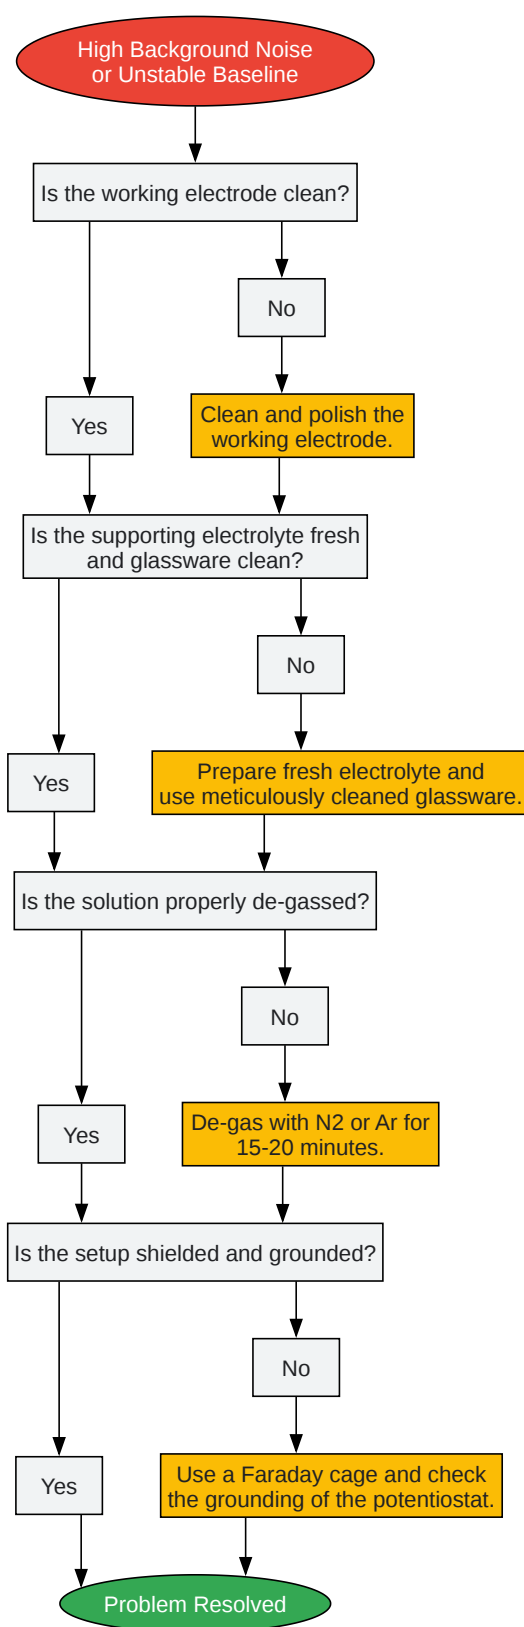 High Background Noise
or Unstable Baseline
Is the working electrode clean?
No
Clean and polish the
working electrode.
Yes
Is the supporting electrolyte fresh
and glassware clean?
No
Prepare fresh electrolyte and
use meticulously cleaned glassware.
Yes
Is the solution properly de-gassed?
No
De-gas with N2 or Ar for
15-20 minutes.
Yes
Is the setup shielded and grounded?
No
Use a Faraday cage and check
the grounding of the potentiostat.
Yes
Problem Resolved